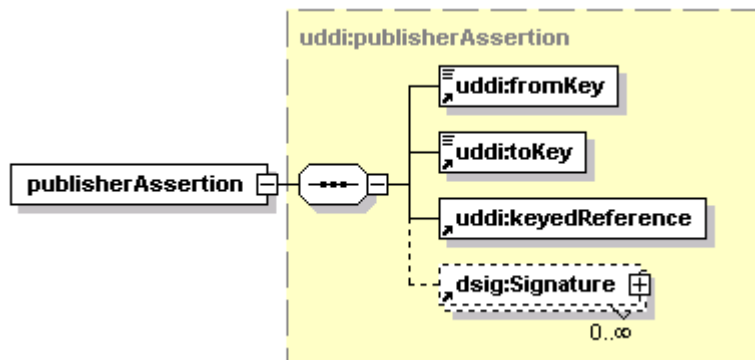 uddi:publisherAssertion
uddi:fromKey
uddi:toKey
publisherAssertion
uddi:keyedReference
dsig:Signature
0..∞